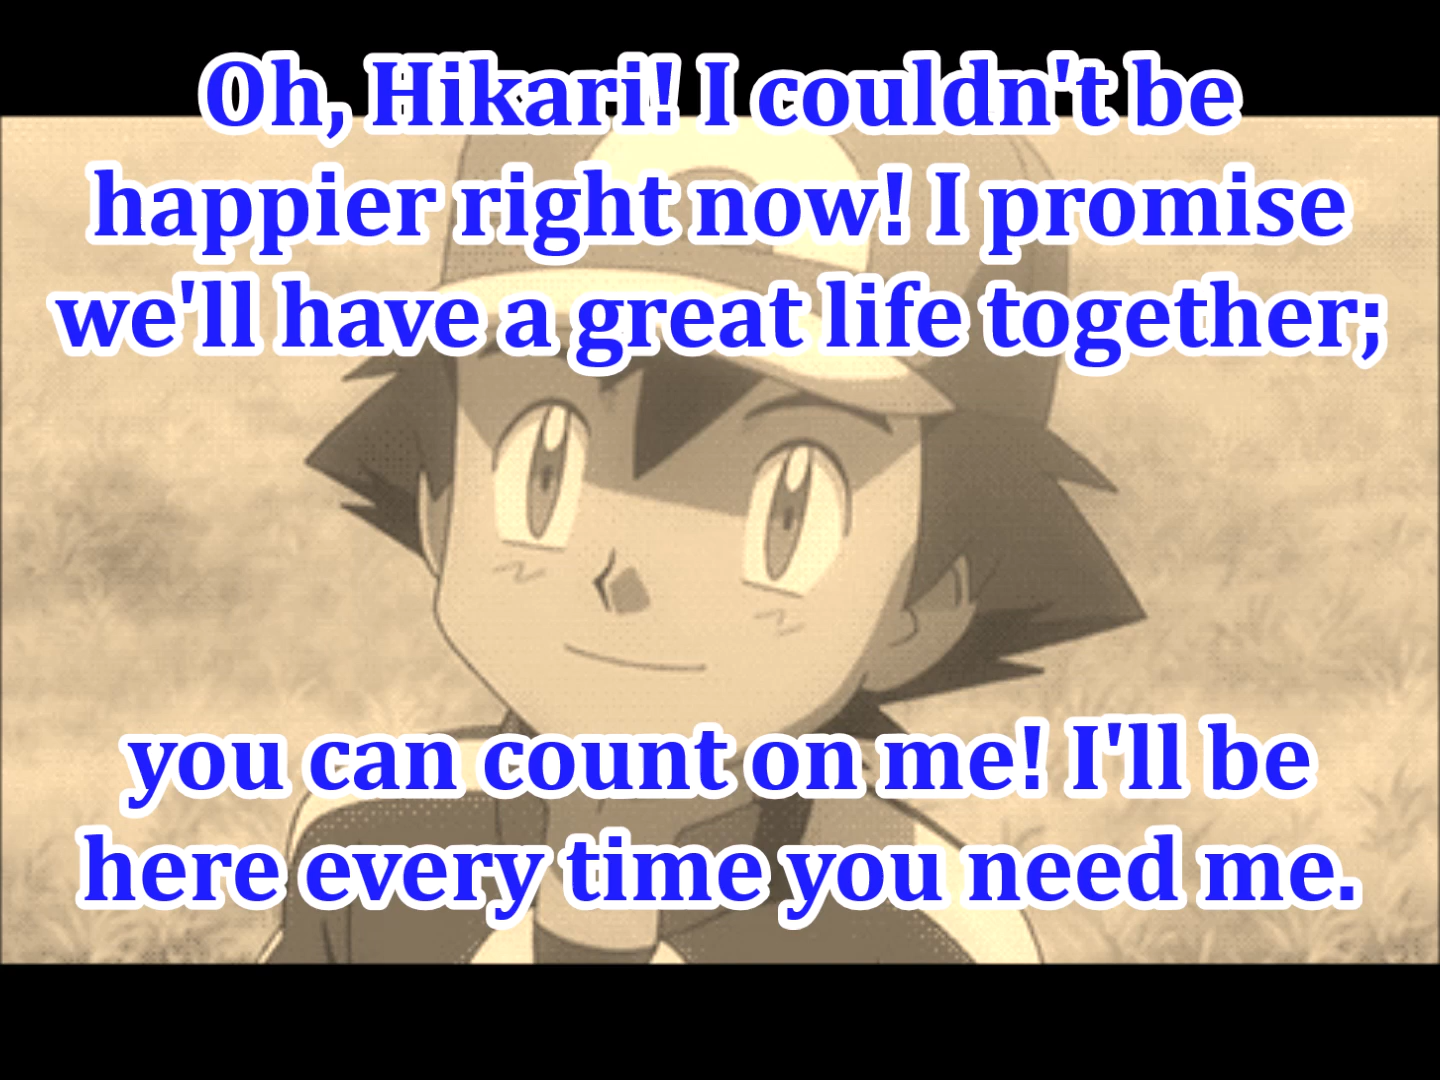 Oh, Hikari! I couldn't be
happier right now! I promise
we'll have a great life together;
you can count on me! I'll be
here every time you need me.